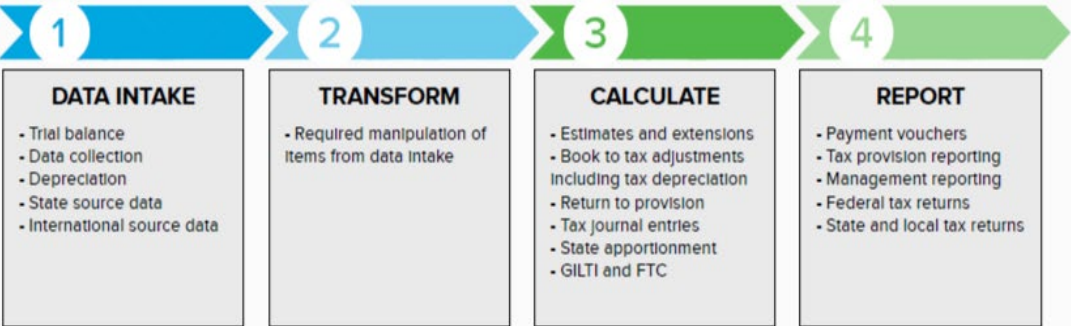 1
2
3
4
DATA INTAKE
- Trial balance
- Data collection
- Depreciation
- State source data
- International source data
TRANSFORM
- Required manipulation of
items from data intake
CALCULATE
- Estimates and extensions
- Book to tax adjustments
including tax depreciation
- Return to provision
- Tax journal entries
- State apportionment
- GILTI and FTC
REPORT
- Payment vouchers
- Tax provision reporting
- Management reporting
- Federal tax returns
- State and local tax returns